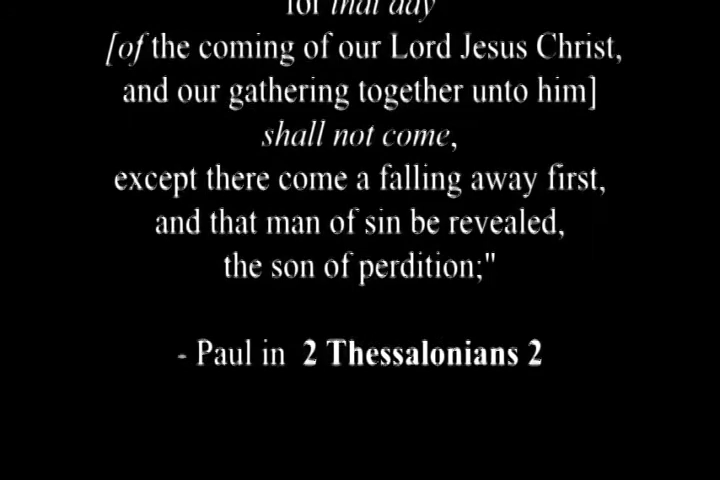 for that day
[of the coming of our Lord Jesus Christ,
and our gathering together unto him]
shall not come,
except there come a falling away first,
and that man of sin be revealed,
the son of perdition;"
- Paul in 2 Thessalonians 2